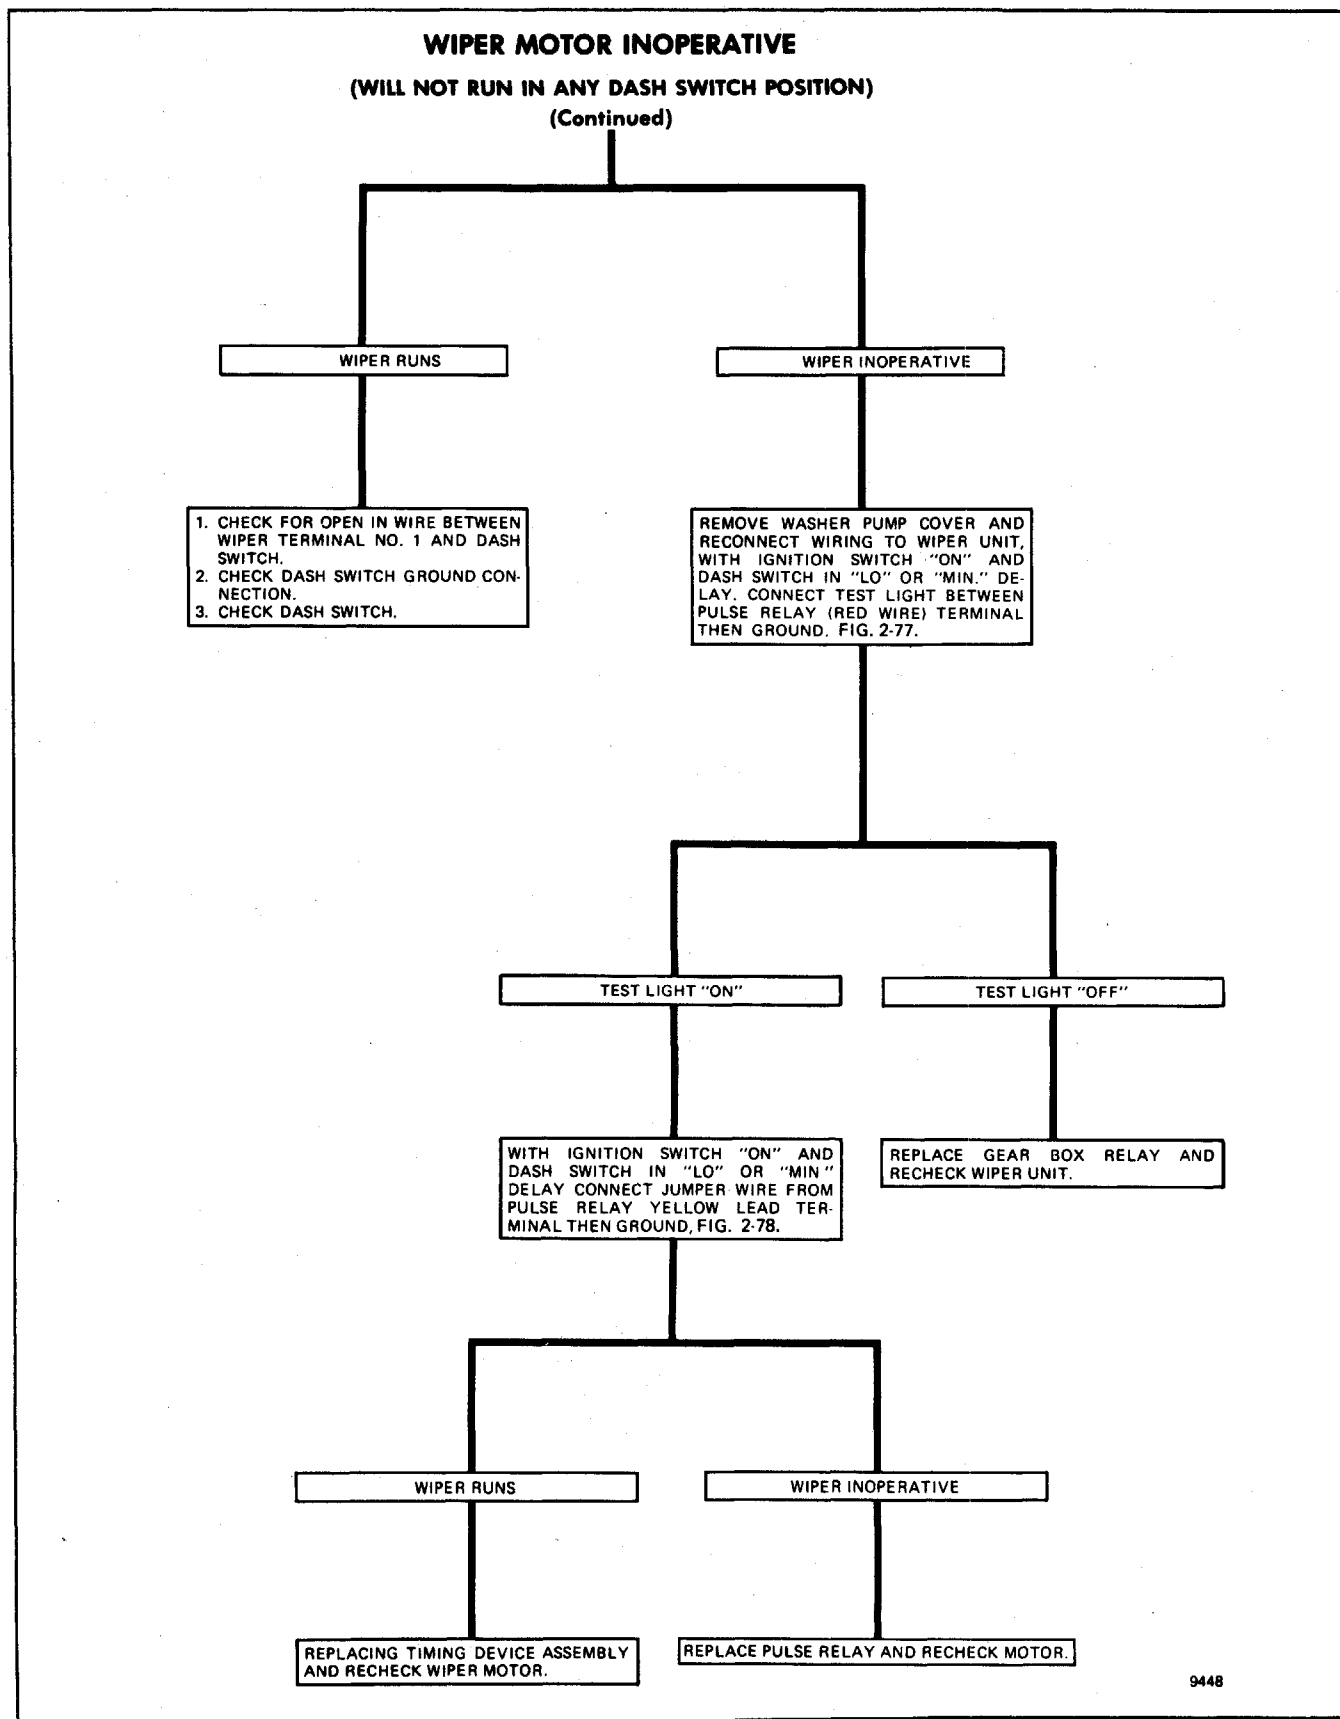 WIPER MOTOR INOPERATIVE
(WILL NOT RUN IN ANY DASH SWITCH POSITION)
(Continued)
WIPER RUNS
WIPER INOPERATIVE
1. CHECK FOR OPEN IN WIRE BETWEEN
WIPER TERMINAL NO. 1 AND DASH
SWITCH.
2. CHECK DASH SWITCH GROUND CON-
NECTION.
3. CHECK DASH SWITCH.
REMOVE WASHER PUMP COVER AND
RECONNECT WIRING TO WIPER UNIT,
WITH IGNITION SWITCH "ON" AND
DASH SWITCH IN "LO" OR "MIN." DE-
LAY. CONNECT TEST LIGHT BETWEEN
PULSE RELAY (RED WIRE) TERMINAL
THEN GROUND. FIG. 2-77.
TEST LIGHT "ON"
TEST LIGHT "OFF"
WITH IGNITION SWITCH "ON" AND
DASH SWITCH IN "LO" OR "MIN"
DELAY CONNECT JUMPER WIRE FROM
PULSE RELAY YELLOW LEAD TER-
MINAL THEN GROUND, FIG. 2-78.
REPLACE GEAR BOX RELAY AND
RECHECK WIPER UNIT.
WIPER RUNS
WIPER INOPERATIVE
REPLACING TIMING DEVICE ASSEMBLY
AND RECHECK WIPER MOTOR.
REPLACE PULSE RELAY AND RECHECK MOTOR.
9448